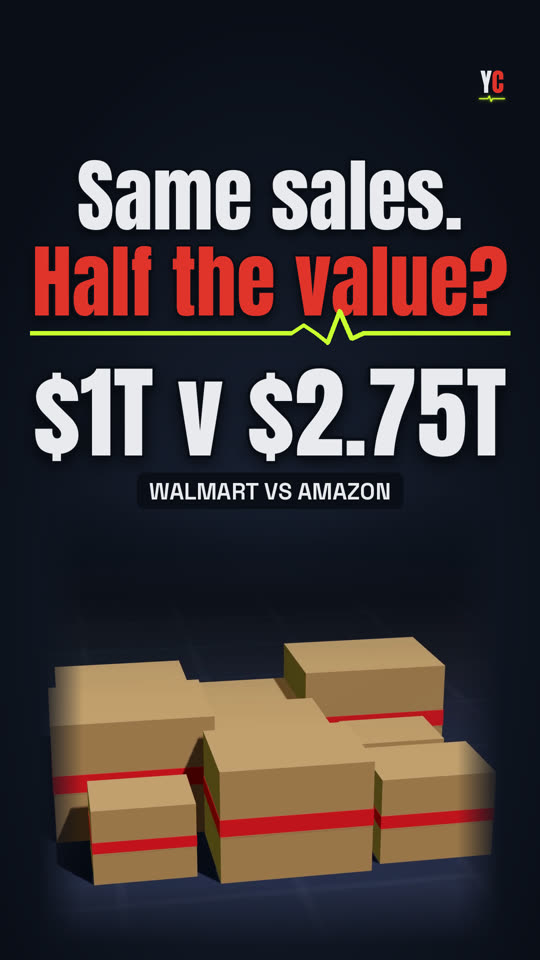 YC
Same sales.
Half the value?
$1T v $2.75T
WALMART VS AMAZON